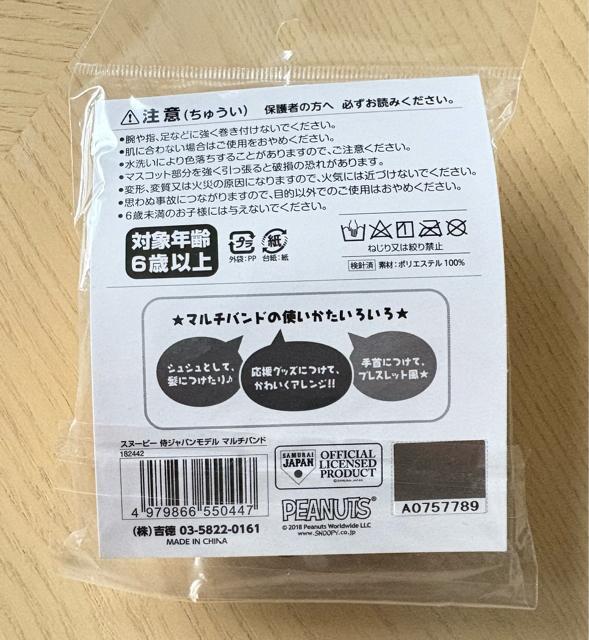 注意(ちゅうい) 保護者の方へ 必ずお読みください。
•腕や指、足などに強く巻き付けないでください。
•肌に合わない場合はご使用をおやめください。
•水洗いにより色落ちすることがありますので、ご注意ください。
•マスコット部分を強く引っ張ると破損の恐れがあります。
•変形、変質又は火災の原因になりますので、火気には近づけないでください。
•思わぬ事故につながりますので、目的以外でのご使用はおやめください。
•6歳未満のお子様には与えないでください。
対象年齢
6歳以上
プラ
外袋:PP
紙
台紙:紙
ねじり又は絞り禁止
検針済 素材:ポリエステル100%
★マルチバンドの使いかたいろいろ★
シュシュとして、
髪につけたり♪
応援グッズにつけて、
かわいくアレンジ!!
手首につけて、
ブレスレット風★
スヌーピー 侍ジャパンモデル マルチバンド
182442
4 979866 550447
(株)吉徳 03-5822-0161
MADE IN CHINA
SAMURAI
JAPAN
OFFICIAL
LICENSED
PRODUCT
©SAMURAI JAPAN
PEANUTS
© 2018 Peanuts Worldwide LLC
www.SNOOPY.co.jp
A0757789